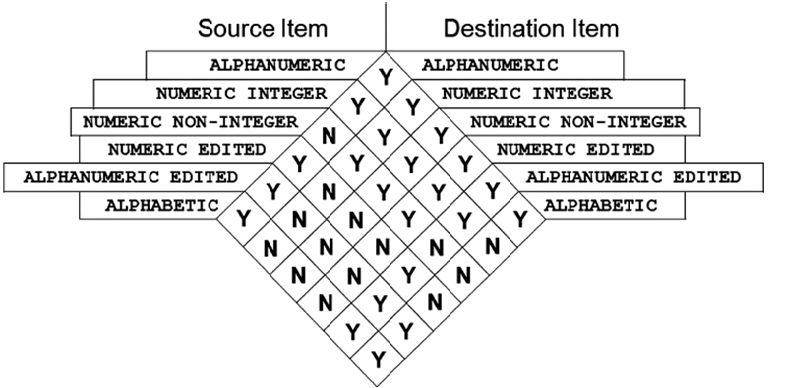 Source Item Destination Item
ALPHANUMERIC Y ALPHANUMERIC
NUMERIC INTEGER Y Y NUMERIC INTEGER
NUMERIC NON-INTEGER N Y Y NUMERIC NON-INTEGER
NUMERIC EDITED Y Y Y Y NUMERIC EDITED
ALPHANUMERIC EDITED Y N Y Y Y ALPHANUMERIC EDITED
ALPHABETIC Y N N Y Y Y ALPHABETIC
N N N N N
N N Y N
N Y N
Y Y
Y